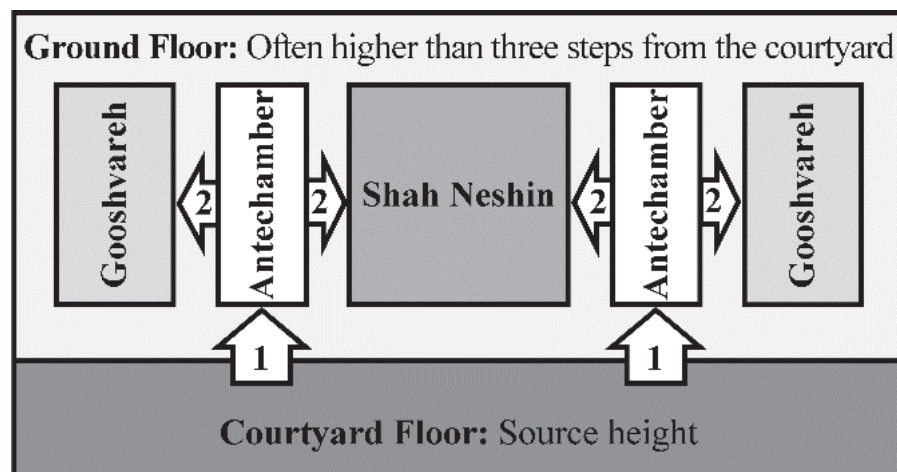 Ground Floor: Often higher than three steps from the courtyard
Gooshvareh
2
Antechamber
2
Shah Neshin
2
Antechamber
2
Gooshvareh
1
1
Courtyard Floor: Source height